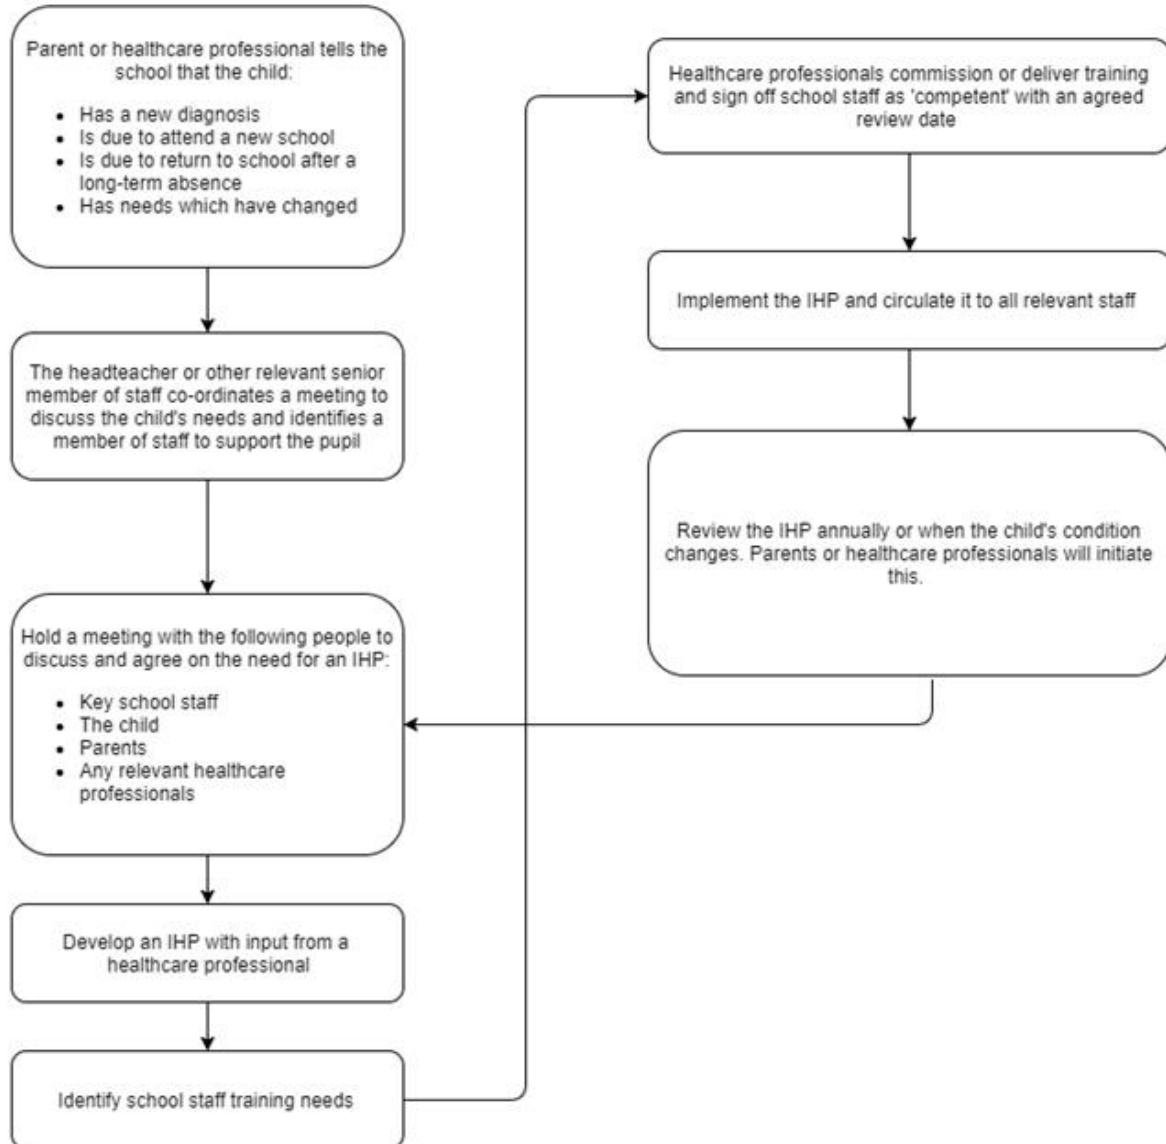 Parent or healthcare professional tells the
school that the child:
• Has a new diagnosis
• Is due to attend a new school
• Is due to return to school after a
long-term absence
• Has needs which have changed
The headteacher or other relevant senior
member of staff co-ordinates a meeting to
discuss the child's needs and identifies a
member of staff to support the pupil
Hold a meeting with the following people to
discuss and agree on the need for an IHP:
• Key school staff
• The child
• Parents
• Any relevant healthcare
professionals
Develop an IHP with input from a
healthcare professional
Identify school staff training needs
Healthcare professionals commission or deliver training
and sign off school staff as 'competent' with an agreed
review date
Implement the IHP and circulate it to all relevant staff
Review the IHP annually or when the child's condition
changes. Parents or healthcare professionals will initiate
this.